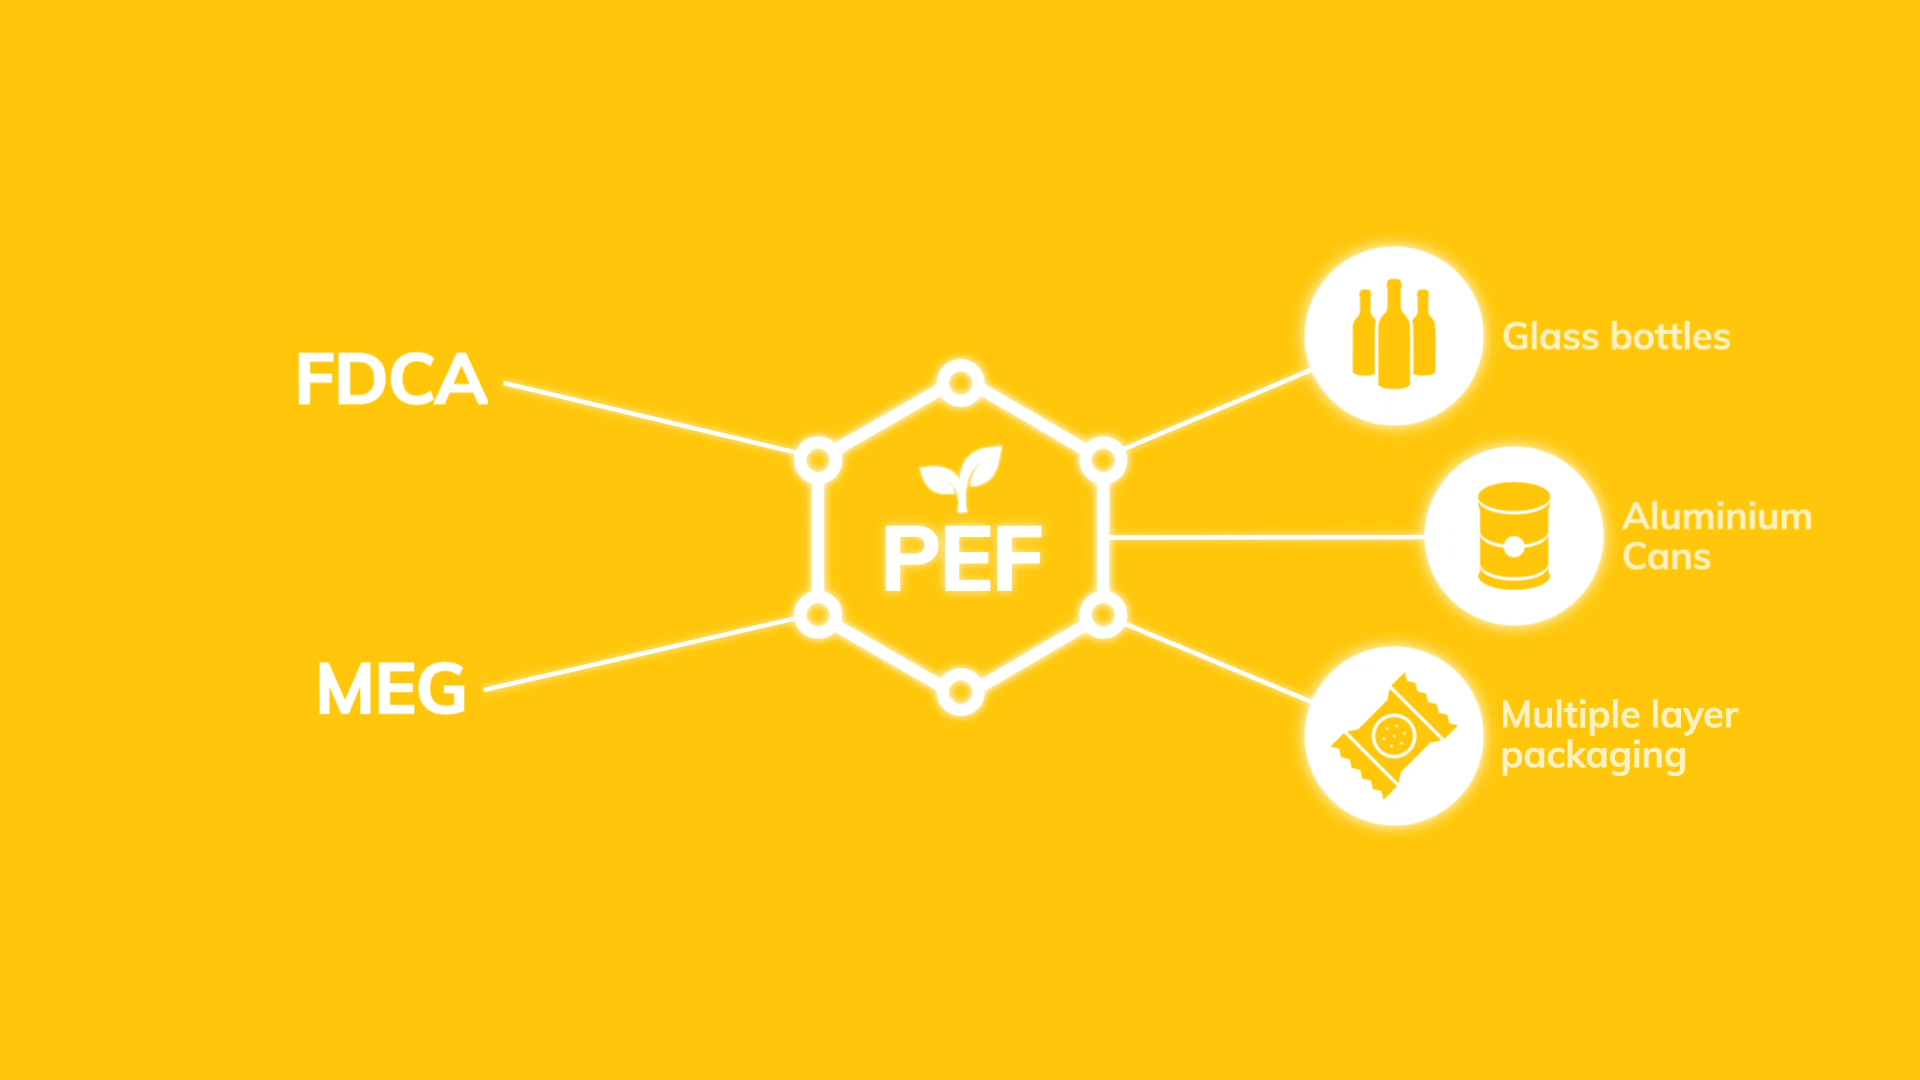 FDCA
MEG
PEF
Glass bottles
Aluminium
Cans
Multiple layer
packaging